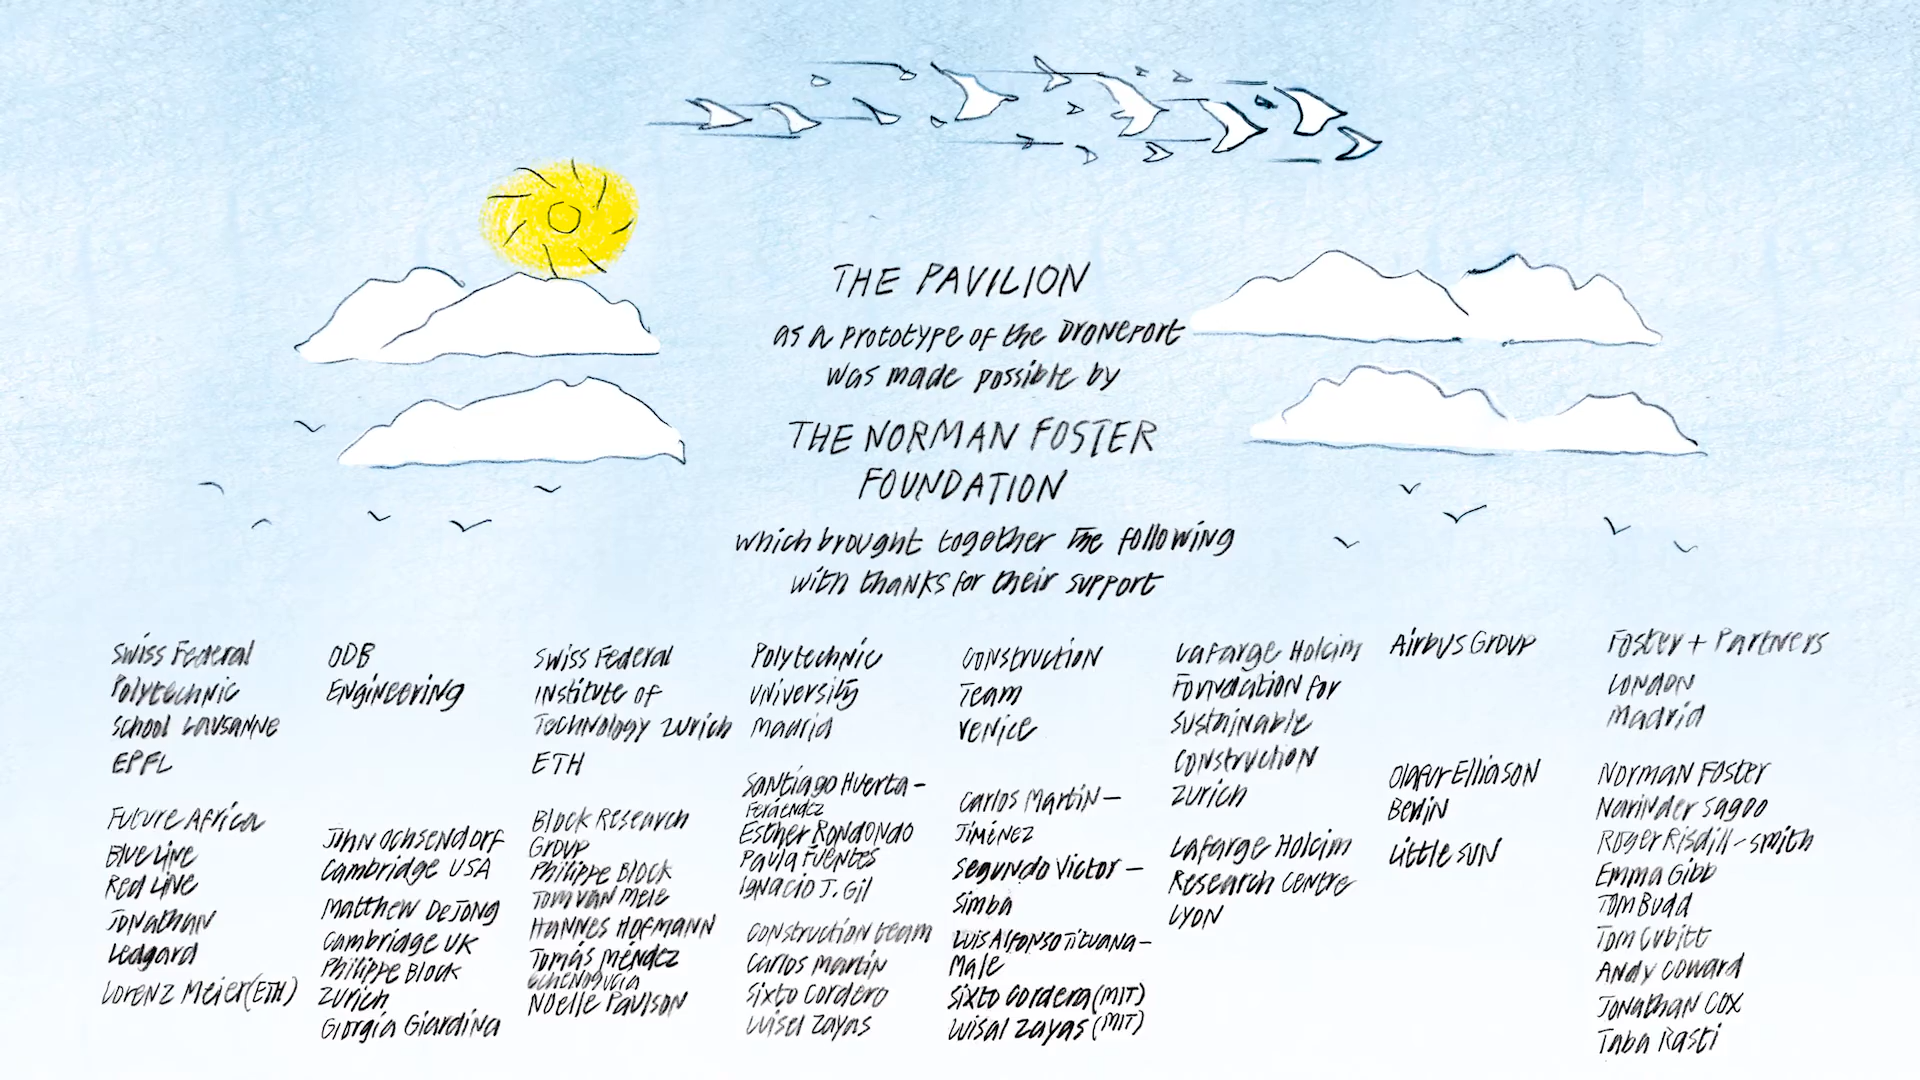 THE PAVILION
as a prototype of the Droneport
was made possible by
THE NORMAN FOSTER
FOUNDATION
which brought together the following
with thanks for their support
Swiss Federal
Polytechnic
School Lausanne
EPFL
Future Africa
Blue Line
Red Line
Jonathan
Ledgard
Lorenz Meier (ETH)
ODB
Engineering
John Ochsendorf
Cambridge USA
Matthew DeJong
Cambridge UK
Philippe Block
Zurich
Giorgia Giardina
Swiss Federal
Institute of
Technology Zurich
ETH
Block Research
Group
Philippe Block
Tom van Mele
Hannes Hofmann
Tomás Méndez
Echenagucia
Noelle Paulson
Polytechnic
University
Madrid
Santiago Huerta-
Esther Rondondo
Paula Fuentes
Ignacio J. Gil
Construction team
Carlos Martin
Sixto Cordero
Luisel Zayas
Construction
Team
Venice
Carlos Martin-
Jiménez
Segundo Victor-
Simba
Luis Alfonso Tituana-
Male
Sixto Cordera (MIT)
Luisal Zayas (MIT)
Lafarge Holcim
Foundation for
Sustainable
Construction
Zurich
Lafarge Holcim
Research Centre
Lyon
Airbus Group
Olafur Elliason
Berlin
Little Sun
Foster + Partners
London
Madrid
Norman Foster
Narinder Sagoo
Roger Risdill-Smith
Emma Gibb
Tom Budd
Tom Cubitt
Andy Coward
Jonathan Cox
Taba Rasti